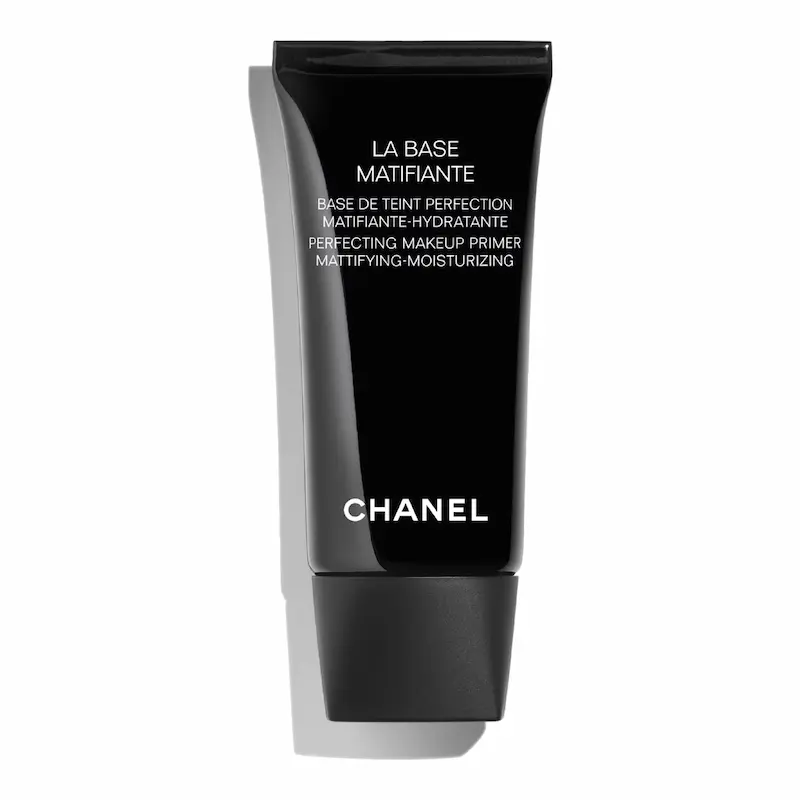 LA BASE
MATIFIANTE
BASE DE TEINT PERFECTION
MATIFIANTE-HYDRATANTE
PERFECTING MAKEUP PRIMER
MATTIFYING-MOISTURIZING
CHANEL